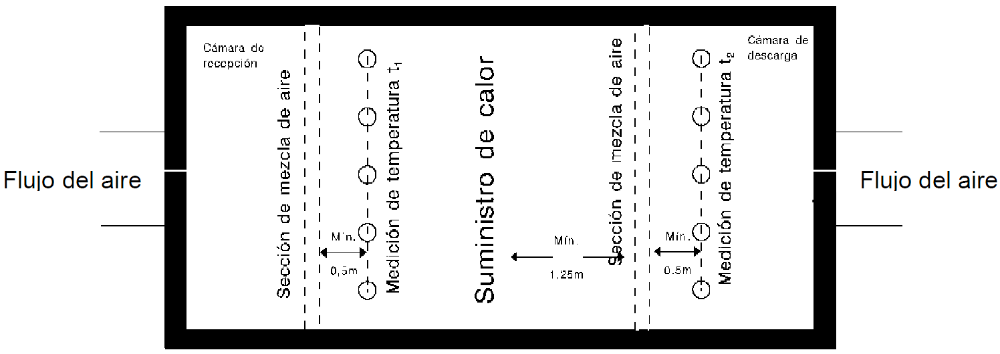 Cámara de
recepción
Cámara de
descarga
Sección de mezcla de aire
Medición de temperatura t1
Suministro de calor
Sección de mezcla de aire
Medición de temperatura t2
Flujo del aire
Flujo del aire
Mín.
0,5m
Mín.
1,25m
Mín.
0.5m